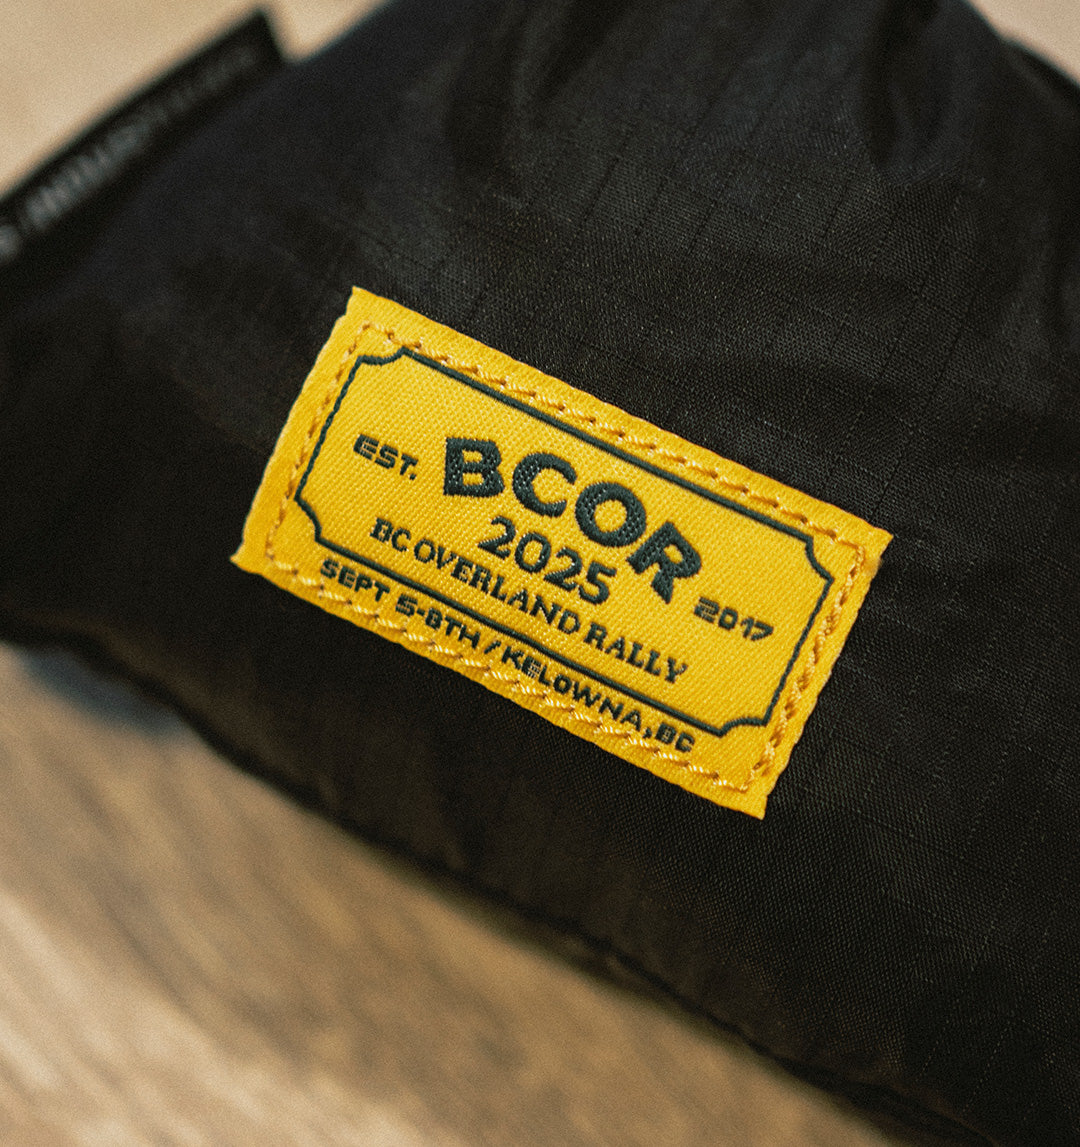 EST. BCOR 2017
2025
BC OVERLAND RALLY
SEPT 5-8TH / KELOWNA, BC